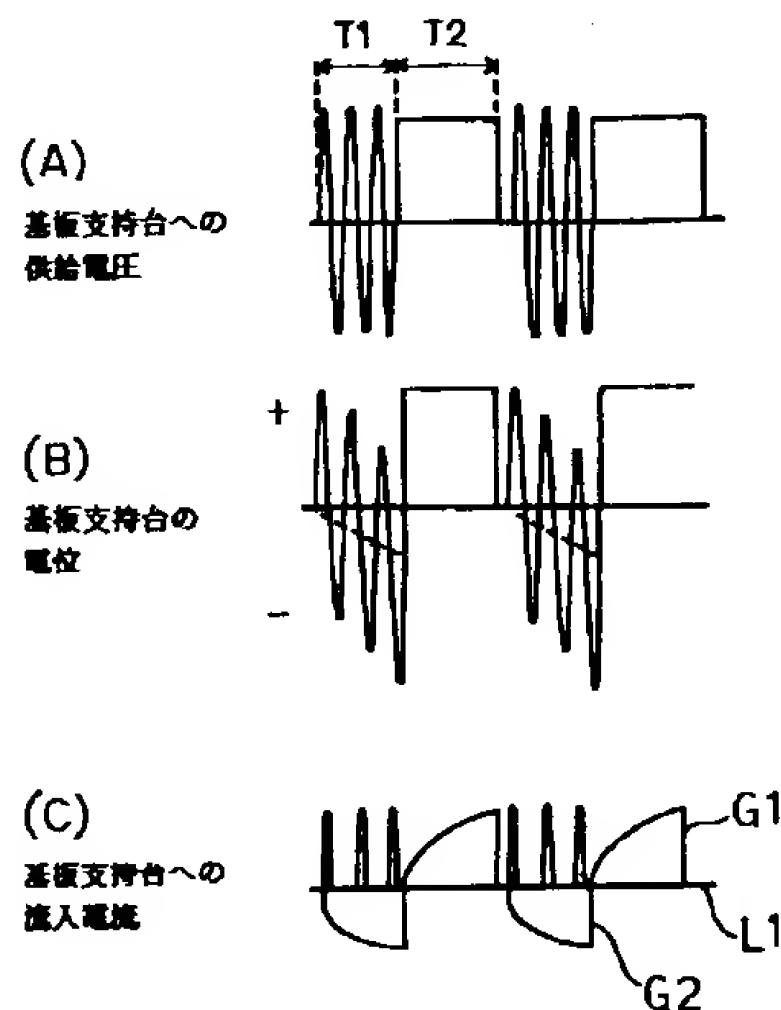 T1 T2
(A)
基板支持台への
供給電圧
+
(B)
基板支持台の
電位
-
(C)
基板支持台への
流入電流
G1
L1
G2